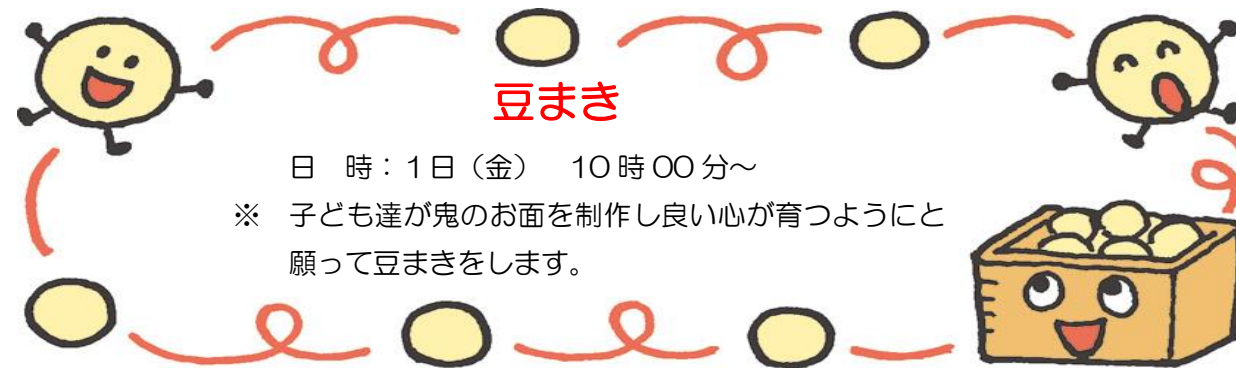 豆まき
日　時：１日（金）　10時00分～
※　子ども達が鬼のお面を制作し良い心が育つようにと
願って豆まきをします。